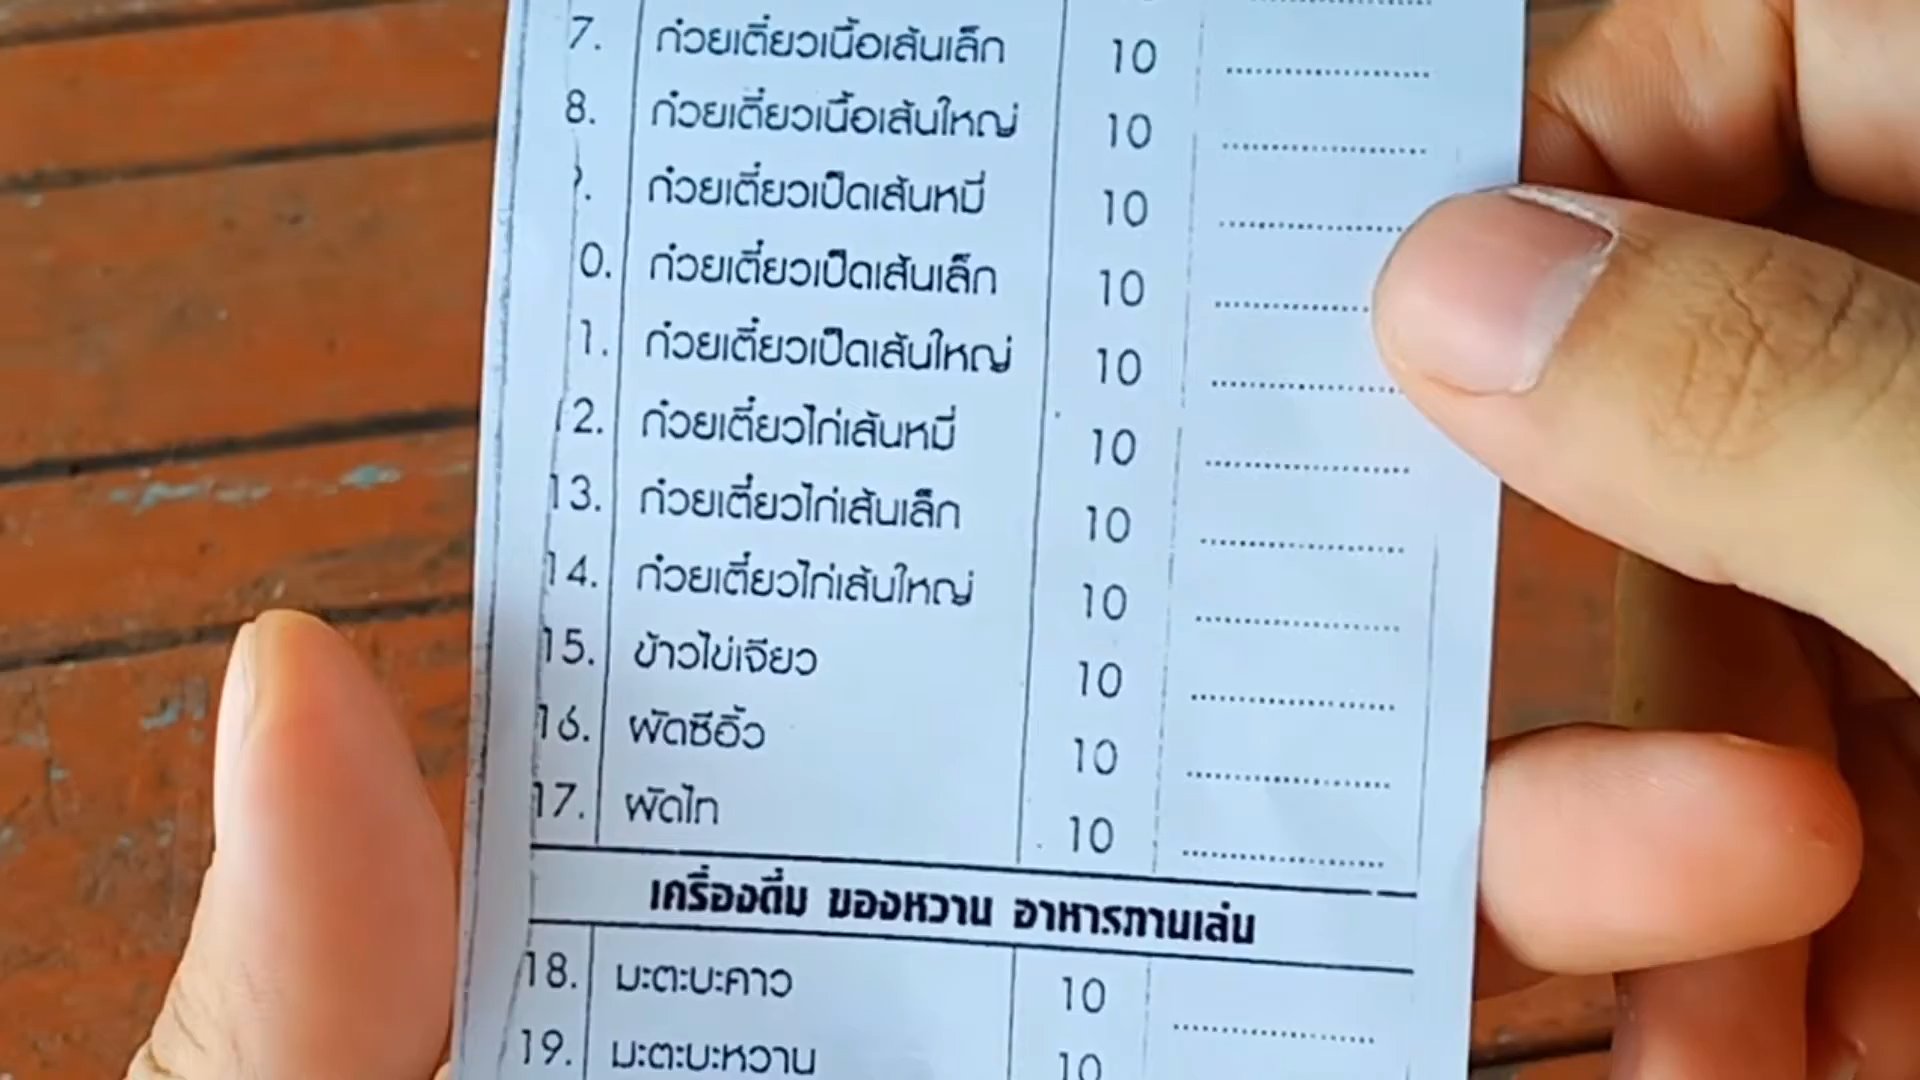 7. ก๋วยเตี๋ยวเนื้อเส้นเล็ก 10
8. ก๋วยเตี๋ยวเนื้อเส้นใหญ่ 10
. ก๋วยเตี๋ยวเป็ดเส้นหมี่ 10
0. ก๋วยเตี๋ยวเป็ดเส้นเล็ก 10
1. ก๋วยเตี๋ยวเป็ดเส้นใหญ่ 10
12. ก๋วยเตี๋ยวไก่เส้นหมี่ 10
13. ก๋วยเตี๋ยวไก่เส้นเล็ก 10
14. ก๋วยเตี๋ยวไก่เส้นใหญ่ 10
15. ข้าวไข่เจียว 10
16. ผัดซีอิ้ว 10
17. ผัดไท 10
เครื่องดื่ม ของหวาน อาหารทานเล่น
18. มะตะบะคาว 10
19. มะตะบะหวาน 10